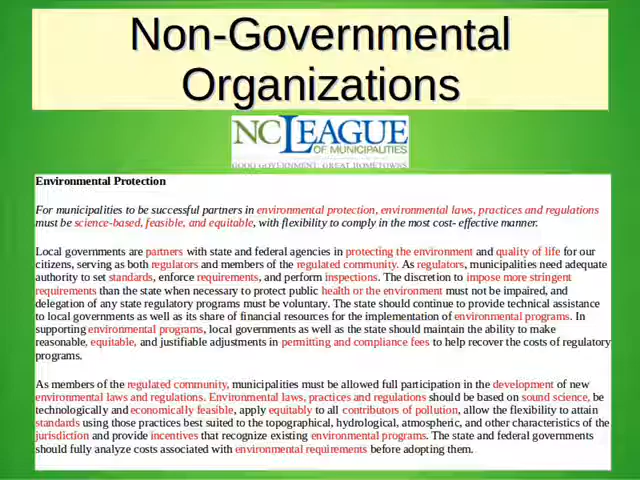 Non-Governmental
Organizations
NCLEAGUE
OF MUNICIPALITIES
GOOD GOVERNMENT. GREAT HOMETOWNS.
Environmental Protection
For municipalities to be successful partners in environmental protection, environmental laws, practices and regulations
must be science-based, feasible, and equitable, with flexibility to comply in the most cost- effective manner.
Local governments are partners with state and federal agencies in protecting the environment and quality of life for our
citizens, serving as both regulators and members of the regulated community. As regulators, municipalities need adequate
authority to set standards, enforce requirements, and perform inspections. The discretion to impose more stringent
requirements than the state when necessary to protect public health or the environment must not be impaired, and
delegation of any state regulatory programs must be voluntary. The state should continue to provide technical assistance
to local governments as well as its share of financial resources for the implementation of environmental programs. In
supporting environmental programs, local governments as well as the state should maintain the ability to make
reasonable, equitable, and justifiable adjustments in permitting and compliance fees to help recover the costs of regulatory
programs.
As members of the regulated community, municipalities must be allowed full participation in the development of new
environmental laws and regulations. Environmental laws, practices and regulations should be based on sound science, be
technologically and economically feasible, apply equitably to all contributors of pollution, allow the flexibility to attain
standards using those practices best suited to the topographical, hydrological, atmospheric, and other characteristics of the
jurisdiction and provide incentives that recognize existing environmental programs. The state and federal governments
should fully analyze costs associated with environmental requirements before adopting them.